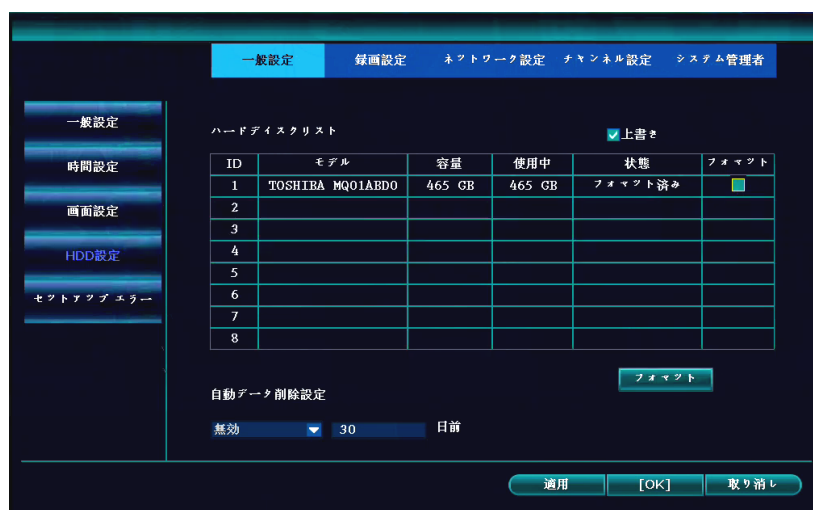 一般設定 録画設定 ネットワーク設定 チャンネル設定 システム管理者
一般設定
時間設定
画面設定
HDD設定
セットアップ エラー
ハードディスクリスト 上書き
ID モデル 容量 使用中 状態 フォマット
1 TOSHIBA MQ01ABD0 465 GB 465 GB フォマット済み
2
3
4
5
6
7
8
フォマット
自動データ削除設定
無効 30 日前
適用 [OK] 取り消し